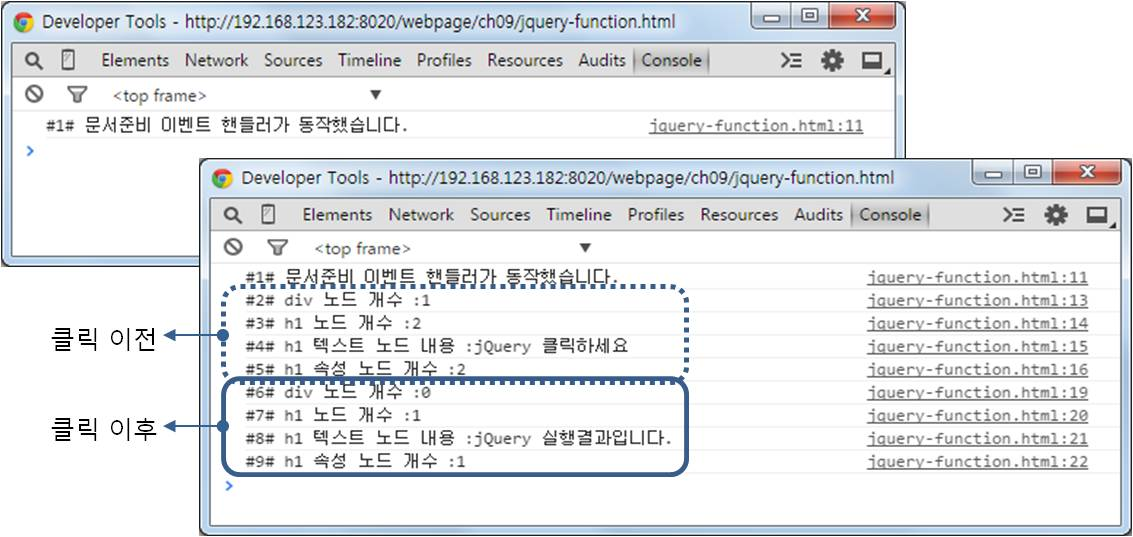 Developer Tools - http://192.168.123.182:8020/webpage/ch09/jquery-function.html
Elements Network Sources Timeline Profiles Resources Audits Console
<top frame>
#1# 문서준비 이벤트 핸들러가 동작했습니다. jquery-function.html:11
Developer Tools - http://192.168.123.182:8020/webpage/ch09/jquery-function.html
Elements Network Sources Timeline Profiles Resources Audits Console
<top frame>
#1# 문서준비 이벤트 핸들러가 동작했습니다. jquery-function.html:11
#2# div 노드 개수 :1 jquery-function.html:13
#3# h1 노드 개수 :2 jquery-function.html:14
클릭 이전
#4# h1 텍스트 노드 내용 :jQuery 클릭하세요 jquery-function.html:15
#5# h1 속성 노드 개수 :2 jquery-function.html:16
#6# div 노드 개수 :0 jquery-function.html:19
#7# h1 노드 개수 :1 jquery-function.html:20
클릭 이후
#8# h1 텍스트 노드 내용 :jQuery 실행결과입니다. jquery-function.html:21
#9# h1 속성 노드 개수 :1 jquery-function.html:22